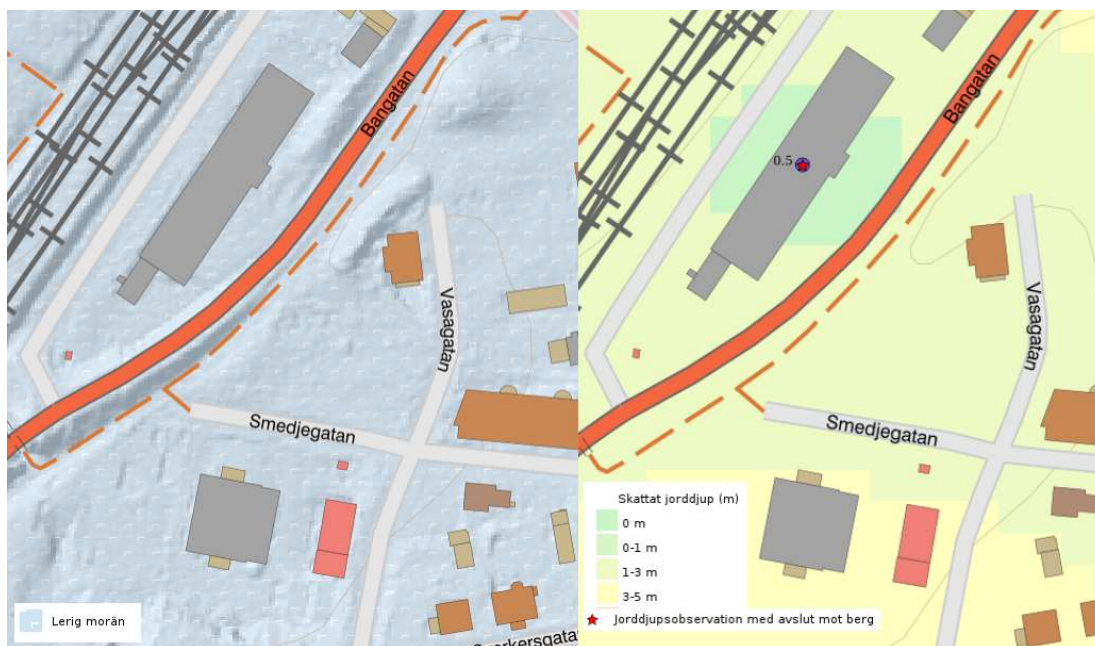 Bangatan
Vasagatan
Smedjegatan
Lerig morän
Bangatan
0.5
Vasagatan
Smedjegatan
Skattat jorddjup (m)
0 m
0-1 m
1-3 m
3-5 m
Jorddjupsobservation med avslut mot berg